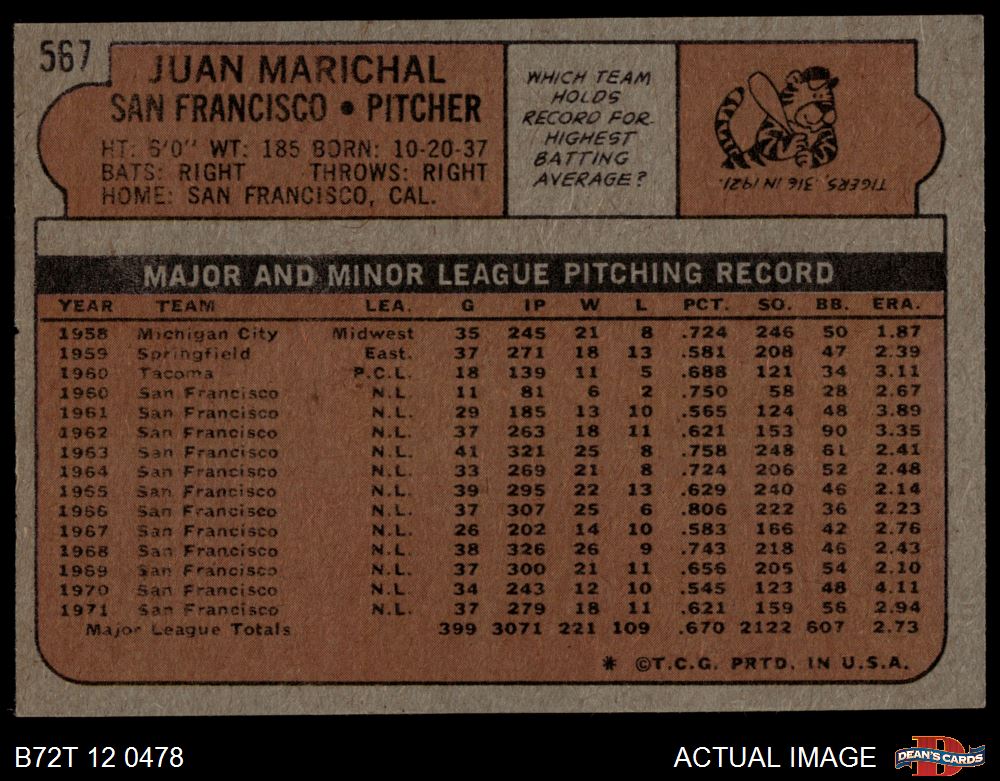 567
JUAN MARICHAL
SAN FRANCISCO • PITCHER
HT: 6'0" WT: 185 BORN: 10-20-37
BATS: RIGHT THROWS: RIGHT
HOME: SAN FRANCISCO, CAL.
WHICH TEAM
HOLDS
RECORD FOR
HIGHEST
BATTING
AVERAGE?
TIGERS, .316 IN 1921.
MAJOR AND MINOR LEAGUE PITCHING RECORD
YEAR TEAM LEA. G IP W L PCT. SO. BB. ERA.
1958 Michigan City Midwest 35 245 21 8 .724 246 50 1.87
1959 Springfield East. 37 271 18 13 .581 208 47 2.39
1960 Tacoma P.C.L. 18 139 11 5 .688 121 34 3.11
1960 San Francisco N.L. 11 81 6 2 .750 58 28 2.67
1961 San Francisco N.L. 29 185 13 10 .565 124 48 3.89
1962 San Francisco N.L. 37 263 18 11 .621 153 90 3.35
1963 San Francisco N.L. 41 321 25 8 .758 248 61 2.41
1964 San Francisco N.L. 33 269 21 8 .724 206 52 2.48
1965 San Francisco N.L. 39 295 22 13 .629 240 46 2.14
1966 San Francisco N.L. 37 307 25 6 .806 222 36 2.23
1967 San Francisco N.L. 26 202 14 10 .583 166 42 2.76
1968 San Francisco N.L. 38 326 26 9 .743 218 46 2.43
1969 San Francisco N.L. 37 300 21 11 .656 205 54 2.10
1970 San Francisco N.L. 34 243 12 10 .545 123 48 4.11
1971 San Francisco N.L. 37 279 18 11 .621 159 56 2.94
Major League Totals 399 3071 221 109 .670 2122 607 2.73
* ©T.C.G. PRTD. IN U.S.A.
B72T 12 0478
ACTUAL IMAGE
D
DEAN'S CARDS